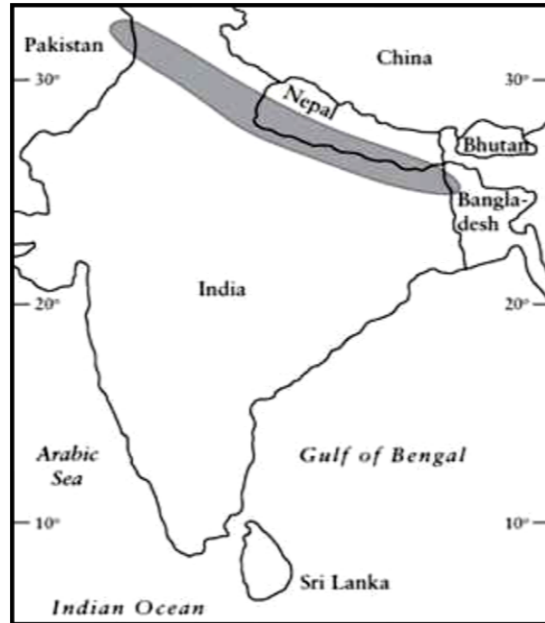 Pakistan
China
30°
30°
Nepal
Bhutan
Bangla-
desh
India
20°
20°
Arabic
Sea
Gulf of Bengal
10°
10°
Sri Lanka
Indian Ocean